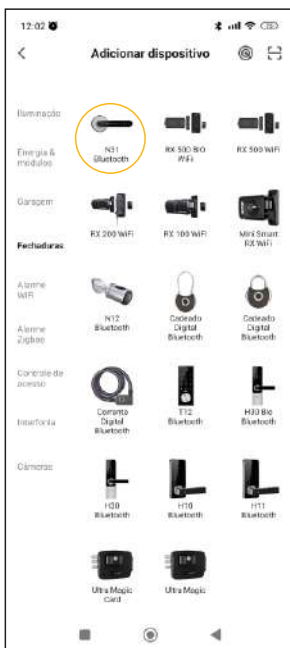 12:02
Adicionar dispositivo
Iluminação
Energia &
módulos
Garagem
Fechaduras
Alarme
WiFi
Alarme
Zigbee
Controle de
acesso
Interfonia
Câmeras
N31
Bluetooth
RX 500 BIO
WiFi
RX 500 WiFi
RX 200 WiFi
RX 100 WiFi
Mini Smart
RX WiFi
N12
Bluetooth
Cadeado
Digital
Bluetooth
Cadeado
Digital
Bluetooth
Corrente
Digital
Bluetooth
T12
Bluetooth
H30 Bio
Bluetooth
H20
Bluetooth
H10
Bluetooth
H11
Bluetooth
Ultra Magic
Card
Ultra Magic